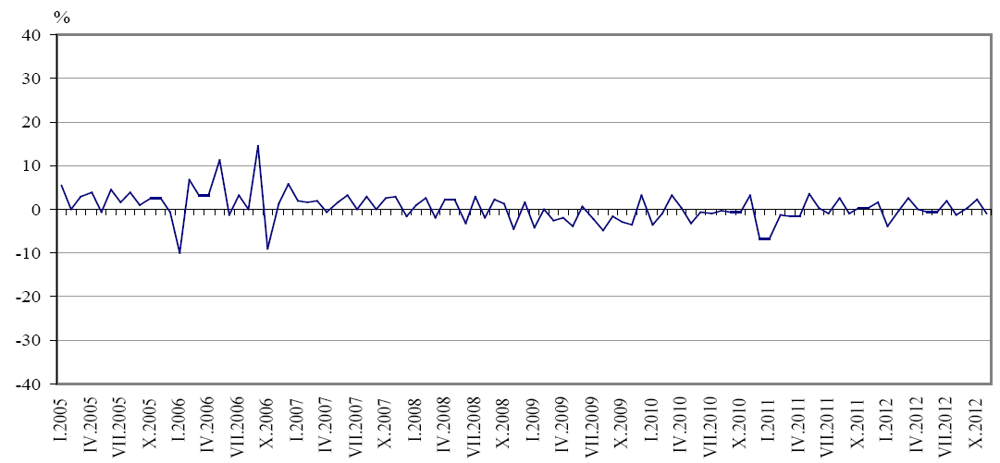 %
40
30
20
10
0
-10
-20
-30
-40
I.2005
IV.2005
VII.2005
X.2005
I.2006
IV.2006
VII.2006
X.2006
I.2007
IV.2007
VII.2007
X.2007
I.2008
IV.2008
VII.2008
X.2008
I.2009
IV.2009
VII.2009
X.2009
I.2010
IV.2010
VII.2010
X.2010
I.2011
IV.2011
VII.2011
X.2011
I.2012
IV.2012
VII.2012
X.2012